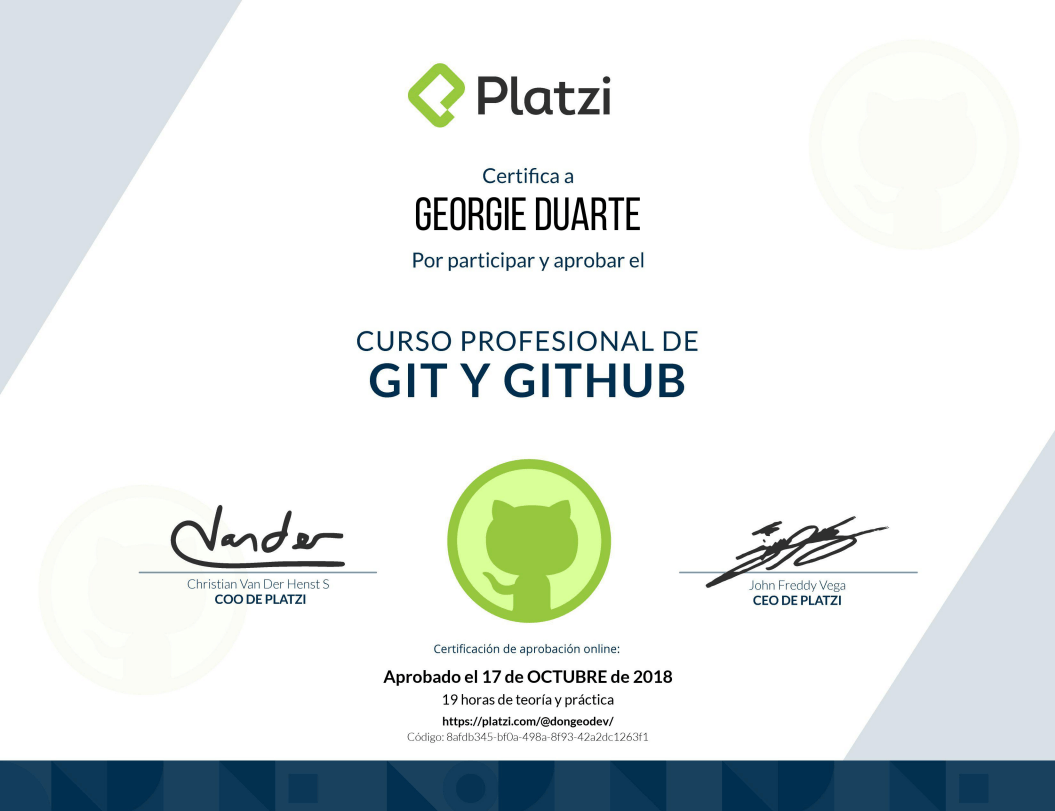 Platzi
Certifica a
GEORGIE DUARTE
Por participar y aprobar el
CURSO PROFESIONAL DE
GIT Y GITHUB
Vander
Christian Van Der Henst S
COO DE PLATZI
John Freddy Vega
CEO DE PLATZI
Certificación de aprobación online:
Aprobado el 17 de OCTUBRE de 2018
19 horas de teoría y práctica
https://platzi.com/@dongeodev/
Código: 8afdb345-bf0a-498a-8f93-42a2dc1263f1